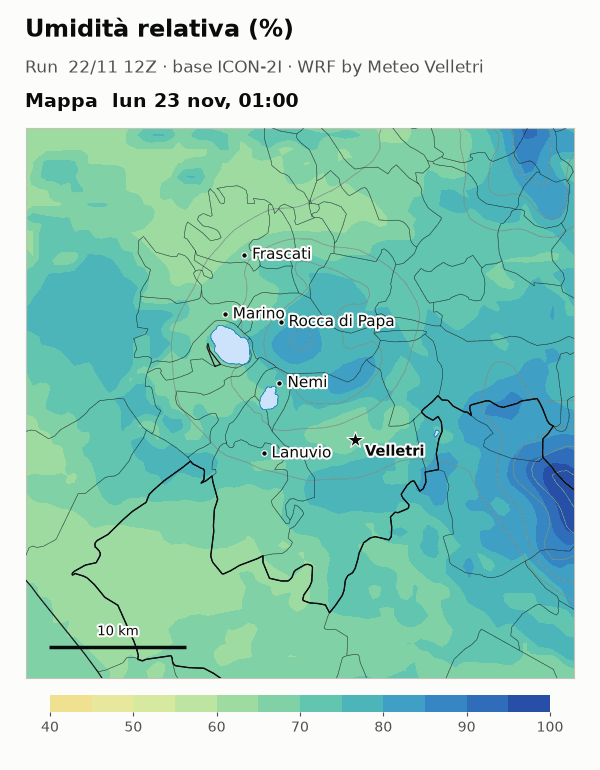 Umidità relativa (%)
Run  22/11 12Z · base ICON-2I · WRF by Meteo Velletri
Mappa  lun 23 nov, 01:00
Frascati
Marino
Rocca di Papa
Nemi
Velletri
Lanuvio
10 km
40 50 60 70 80 90 100